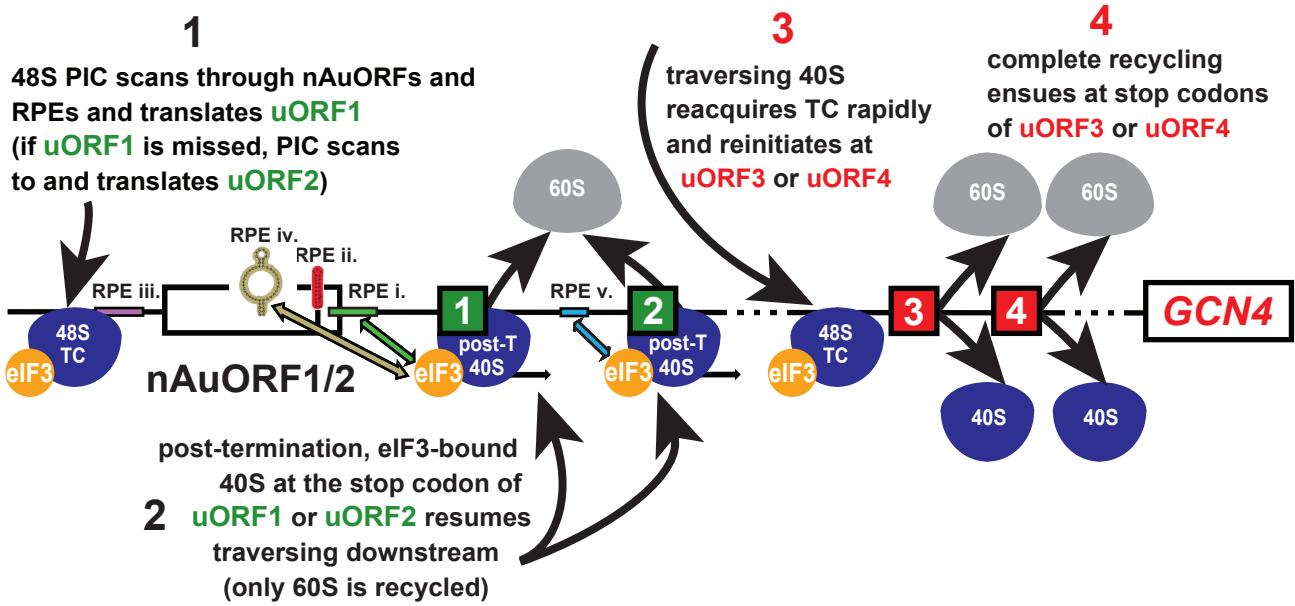 1
48S PIC scans through nAuORFs and
RPEs and translates uORF1
(if uORF1 is missed, PIC scans
to and translates uORF2)
3
traversing 40S
reacquires TC rapidly
and reinitiates at
uORF3 or uORF4
4
complete recycling
ensues at stop codons
of uORF3 or uORF4
60S
60S
60S
RPE iv.
RPE ii.
RPE iii.
RPE i.
RPE v.
48S
TC
eIF3
nAuORF1/2
1
post-T
40S
eIF3
2
post-T
40S
eIF3
48S
TC
eIF3
3
4
GCN4
40S
40S
2
post-termination, eIF3-bound
40S at the stop codon of
uORF1 or uORF2 resumes
traversing downstream
(only 60S is recycled)